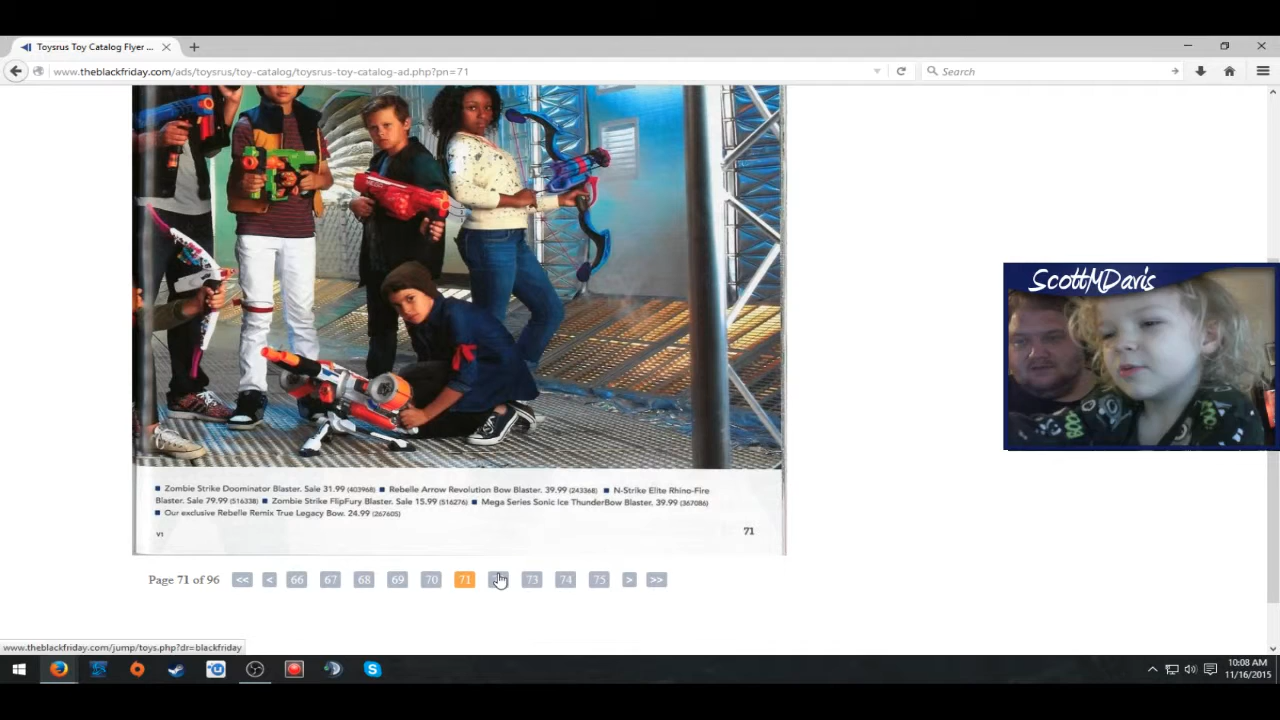 Toysrus Toy Catalog Flyer ...
www.theblackfriday.com/ads/toysrus/toy-catalog/toysrus-toy-catalog-ad.php?pn=71
Search
ScottMDavis
■ Zombie Strike Doominator Blaster. Sale 31.99 (403968) ■ Rebelle Arrow Revolution Bow Blaster. 39.99 (243368) ■ N-Strike Elite Rhino-Fire
Blaster. Sale 79.99 (516338) ■ Zombie Strike FlipFury Blaster. Sale 15.99 (516276) ■ Mega Series Sonic Ice ThunderBow Blaster. 39.99 (367086)
■ Our exclusive Rebelle Remix True Legacy Bow. 24.99 (267605)
V1
71
Page 71 of 96 << < 66 67 68 69 70 71 73 74 75 > >>
www.theblackfriday.com/jump/toys.php?dr=blackfriday
10:08 AM
11/16/2015